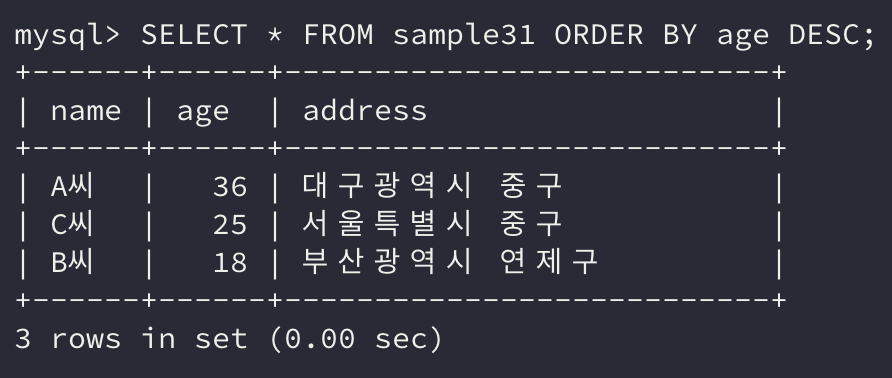 mysql> SELECT * FROM sample31 ORDER BY age DESC;
+------+------+---------------------------+
| name | age  | address                   |
+------+------+---------------------------+
| A씨  |   36 | 대구광역시 중구            |
| C씨  |   25 | 서울특별시 중구            |
| B씨  |   18 | 부산광역시 연제구          |
+------+------+---------------------------+
3 rows in set (0.00 sec)